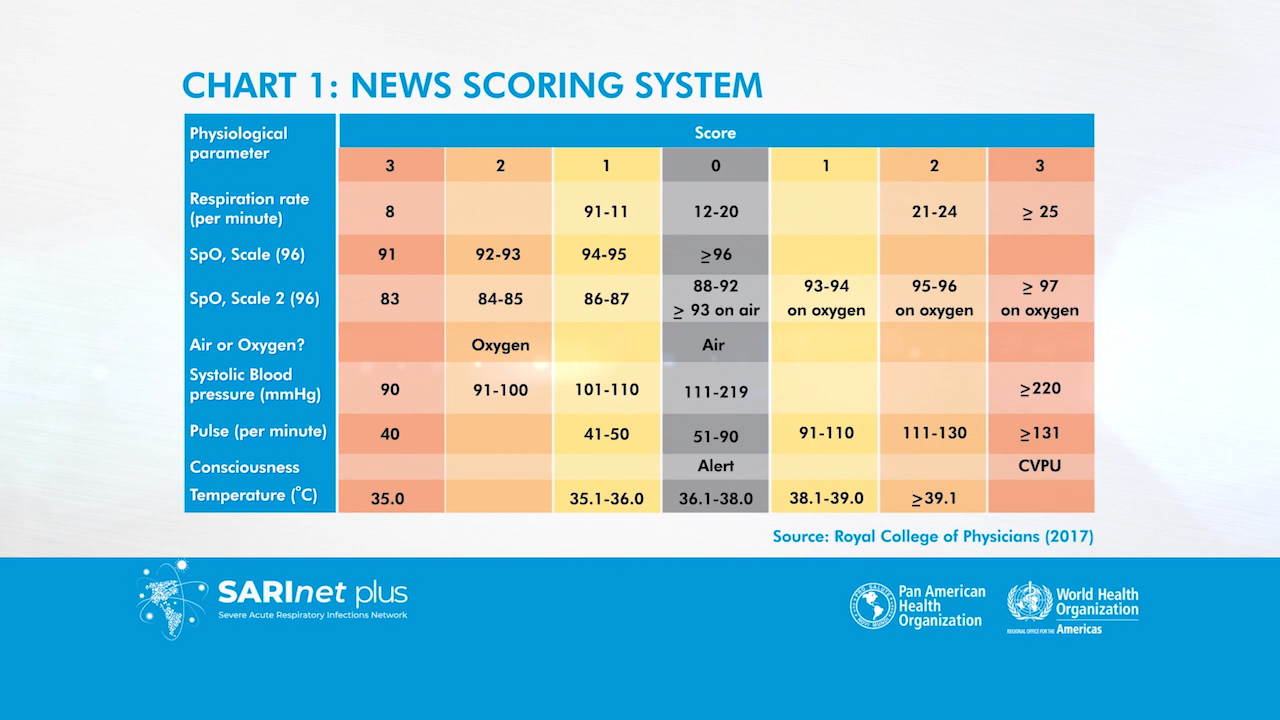 CHART 1: NEWS SCORING SYSTEM
Physiological parameter Score
3 2 1 0 1 2 3
Respiration rate (per minute) 8 91-11 12-20 21-24 ≥ 25
SpO, Scale (96) 91 92-93 94-95 ≥96
SpO, Scale 2 (96) 83 84-85 86-87 88-92 ≥ 93 on air 93-94 on oxygen 95-96 on oxygen ≥ 97 on oxygen
Air or Oxygen? Oxygen Air
Systolic Blood pressure (mmHg) 90 91-100 101-110 111-219 ≥220
Pulse (per minute) 40 41-50 51-90 91-110 111-130 ≥131
Consciousness Alert CVPU
Temperature (°C) 35.0 35.1-36.0 36.1-38.0 38.1-39.0 ≥39.1
Source: Royal College of Physicians (2017)
SARInet plus
Severe Acute Respiratory Infections Network
Pan American
Health
Organization
World Health
Organization
REGIONAL OFFICE FOR THE Americas